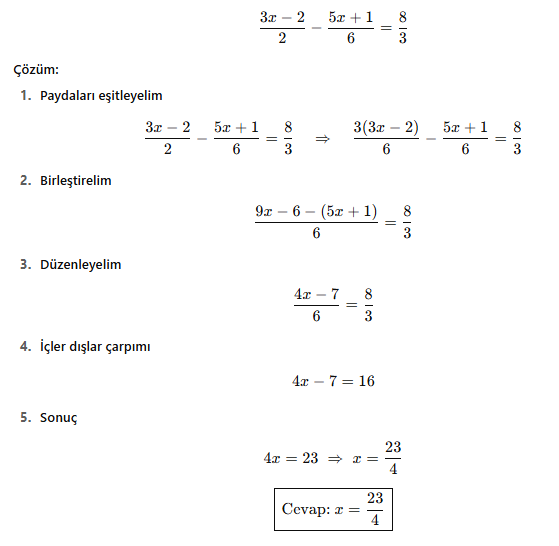 (3x − 2)/2 − (5x + 1)/6 = 8/3
Çözüm:
1. Paydaları eşitleyelim
(3x − 2)/2 − (5x + 1)/6 = 8/3 ⇒ 3(3x − 2)/6 − (5x + 1)/6 = 8/3
2. Birleştirelim
(9x − 6 − (5x + 1))/6 = 8/3
3. Düzenleyelim
(4x − 7)/6 = 8/3
4. İçler dışlar çarpımı
4x − 7 = 16
5. Sonuç
4x = 23 ⇒ x = 23/4
Cevap: x = 23/4